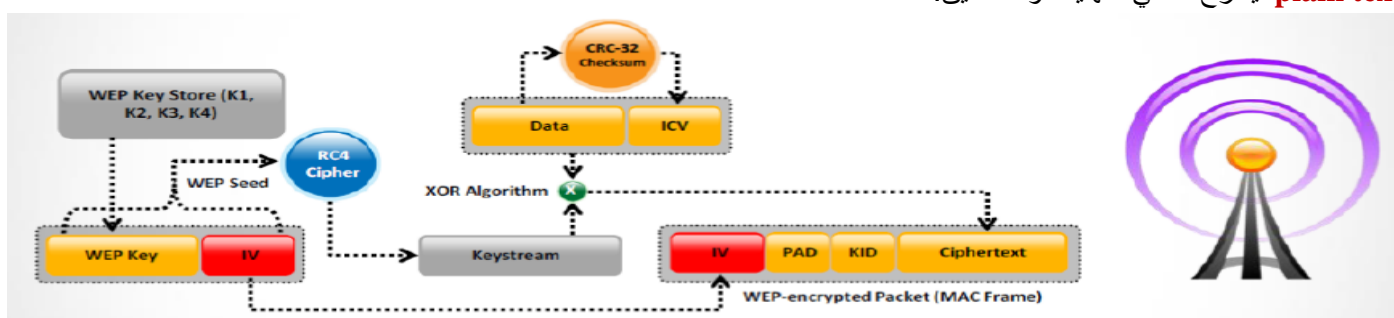 WEP Key Store (K1,
K2, K3, K4)
CRC-32
Checksum
Data
ICV
RC4
Cipher
WEP Seed
XOR Algorithm
X
WEP Key
IV
Keystream
IV
PAD
KID
Ciphertext
WEP-encrypted Packet (MAC Frame)